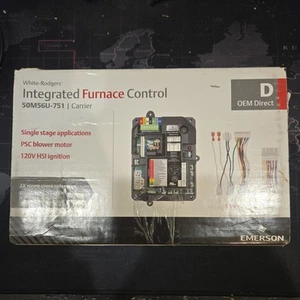 White-Rodgers
Integrated Furnace Control
50M56U-751 | Carrier
D
OEM Direct
Single stage applications
PSC blower motor
120V HSI ignition
EMERSON